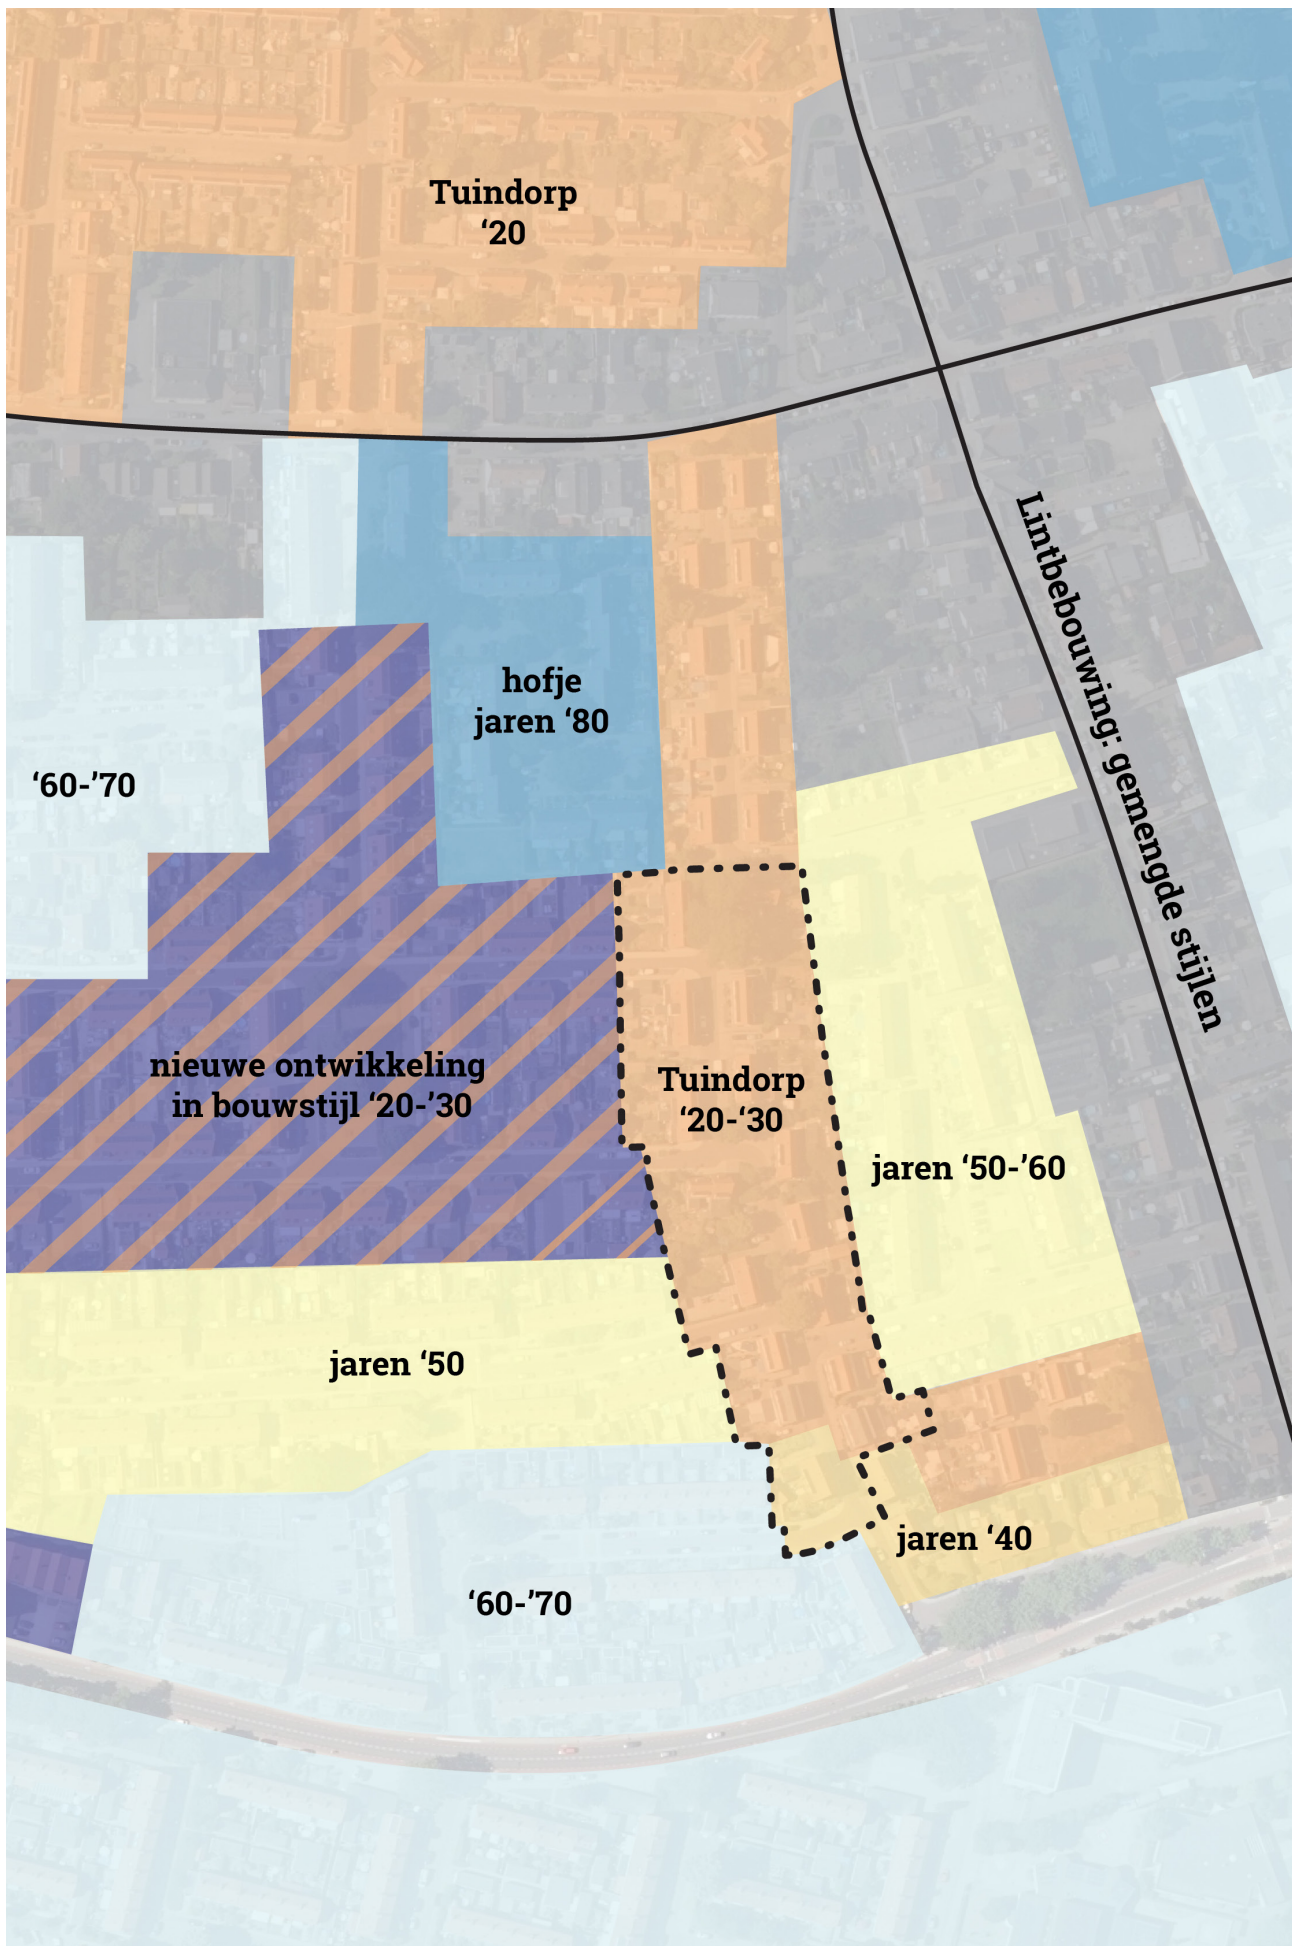 Tuindorp
‘20
Lintbebouwing: gemengde stijlen
hofje
jaren ‘80
‘60-’70
nieuwe ontwikkeling
in bouwstijl ‘20-’30
Tuindorp
‘20-‘30
jaren ‘50-’60
jaren ‘50
jaren ‘40
‘60-’70